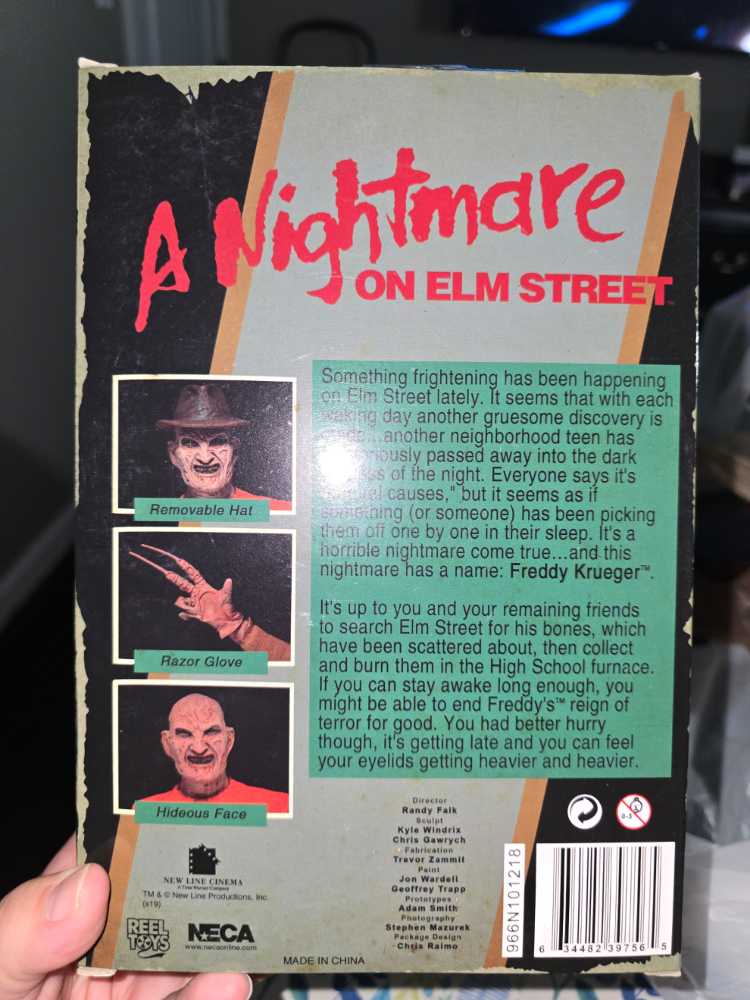 A Nightmare
ON ELM STREET™
Something frightening has been happening
on Elm Street lately. It seems that with each
waking day another gruesome discovery is
...another neighborhood teen has
passed away into the dark
of the night. Everyone says it's
causes," but it seems as if
something (or someone) has been picking
them off one by one in their sleep. It's a
horrible nightmare come true...and this
nightmare has a name: Freddy Krueger™.
It's up to you and your remaining friends
to search Elm Street for his bones, which
have been scattered about, then collect
and burn them in the High School furnace.
If you can stay awake long enough, you
might be able to end Freddy's™ reign of
terror for good. You had better hurry
though, it's getting late and you can feel
your eyelids getting heavier and heavier.
Removable Hat
Razor Glove
Hideous Face
NEW LINE CINEMA
A Time Warner Company
TM & © New Line Productions, Inc.
(s19)
REEL
TOYS
NECA
www.necaonline.com
MADE IN CHINA
Director
Randy Falk
Sculpt
Kyle Windrix
Chris Gawrych
Fabrication
Trevor Zammit
Paint
Jon Wardell
Geoffrey Trapp
Prototypes
Adam Smith
Photography
Stephen Mazurek
Package Design
Chris Raimo
0-3
966N101218
6 34482 39756 5